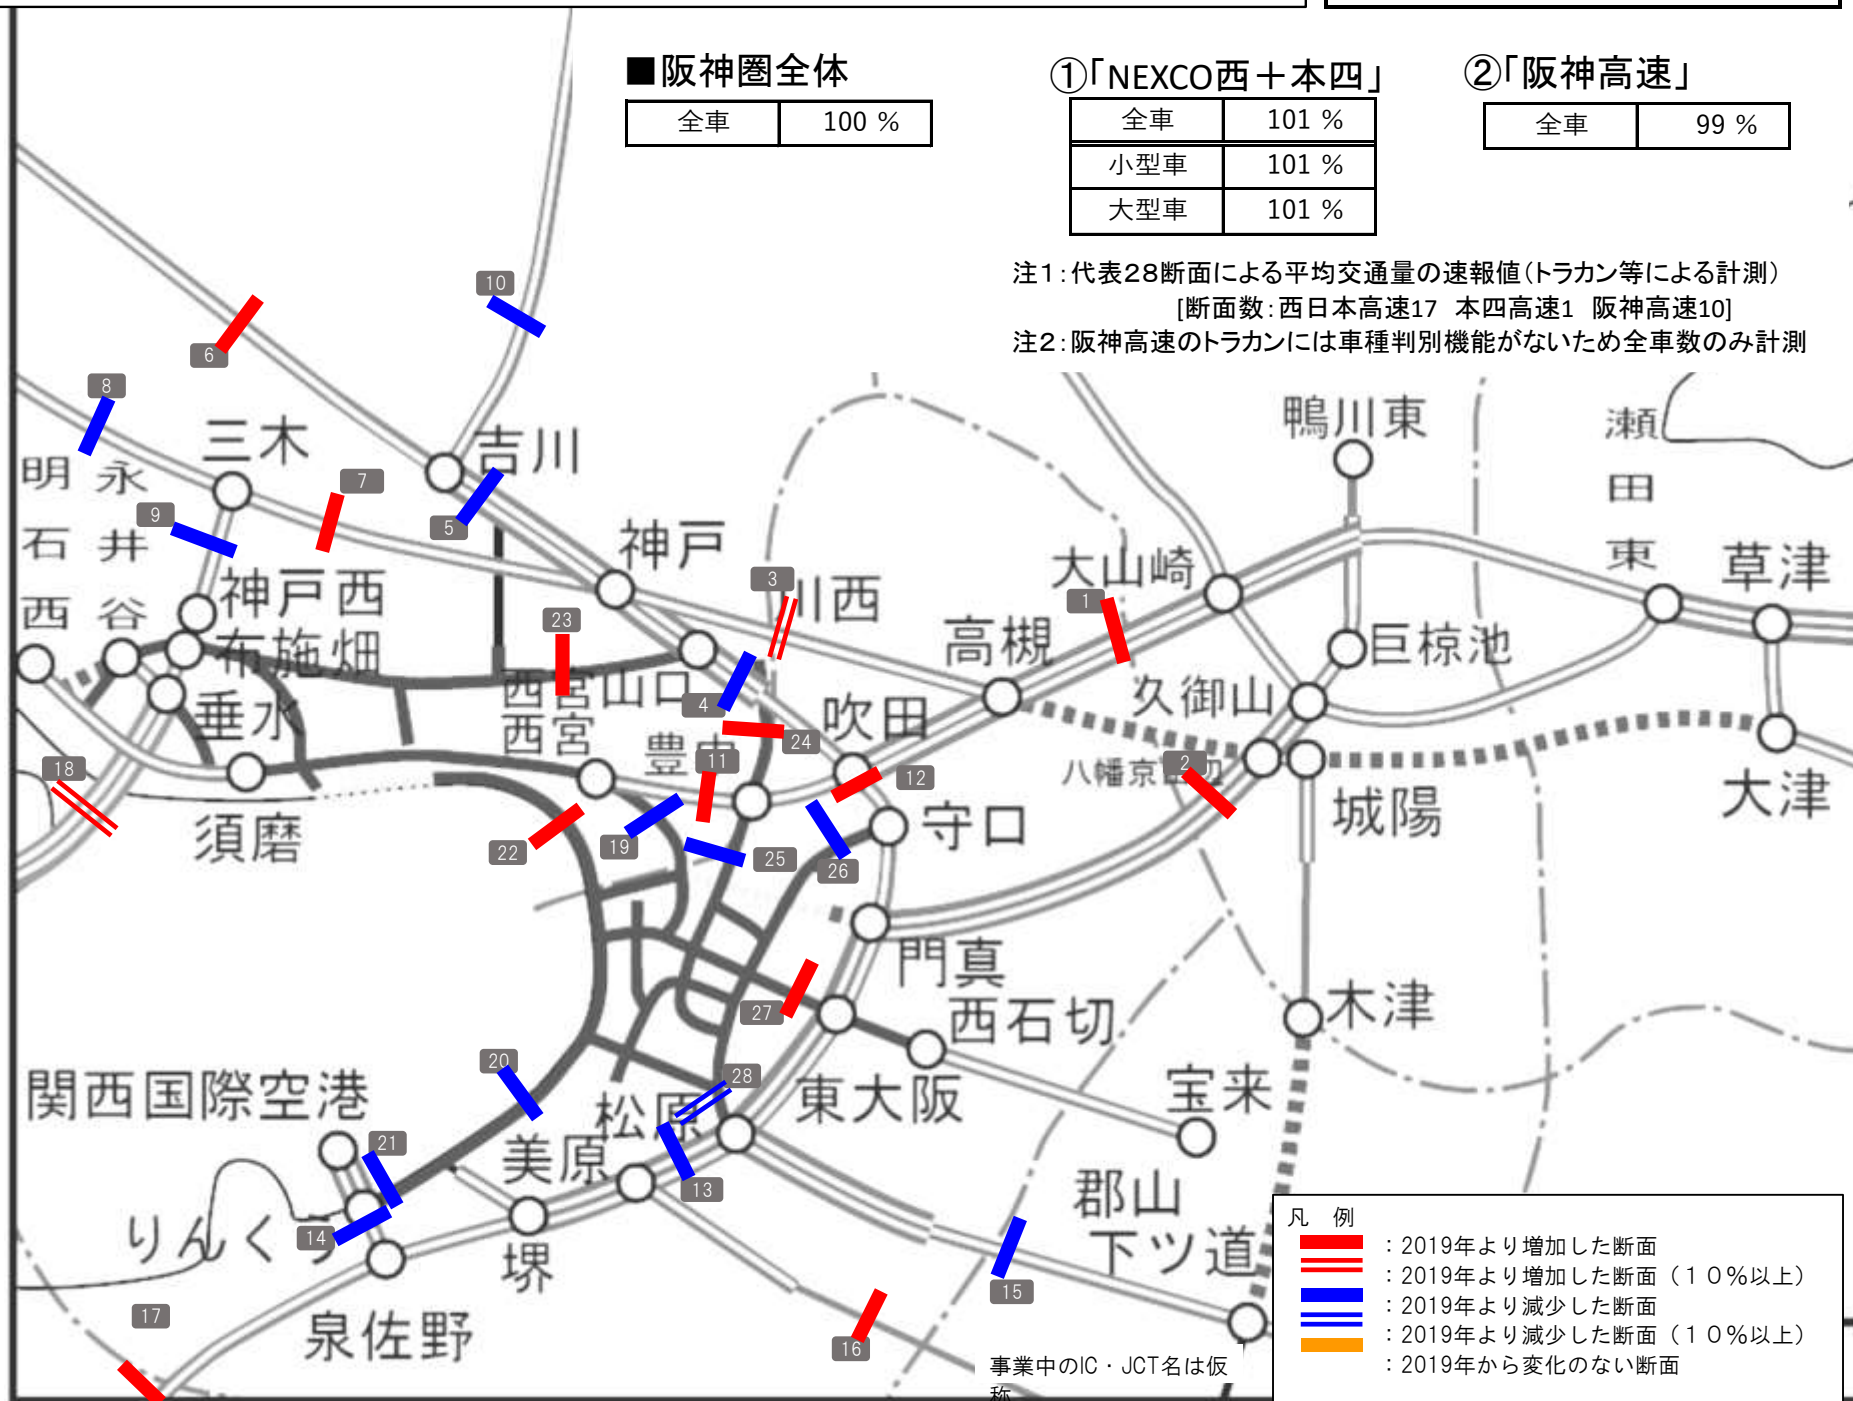 ■阪神圏全体
全車 100 %
①「NEXCO西＋本四」
全車 101 %
小型車 101 %
大型車 101 %
②「阪神高速」
全車 99 %
注1：代表28断面による平均交通量の速報値（トラカン等による計測）
[断面数：西日本高速17 本四高速1 阪神高速10]
注2：阪神高速のトラカンには車種判別機能がないため全車数のみ計測
10
6
8
三木
吉川
鴨川東
瀬田東
明石西
永井谷
7
9
5
神戸
大山崎
草津
神戸西
3
川西
1
布施畑
23
高槻
巨椋池
西宮山口
久御山
垂水
4
西宮
吹田
24
豊中
11
12
18
2
八幡京田辺
大津
須磨
22
19
25
26
守口
城陽
門真
27
西石切
木津
20
28
関西国際空港
松原
東大阪
宝来
21
美原
13
郡山
14
りんくう
堺
下ツ道
15
17
泉佐野
16
事業中のIC・JCT名は仮
称
凡 例
：2019年より増加した断面
：2019年より増加した断面（１０％以上）
：2019年より減少した断面
：2019年より減少した断面（１０％以上）
：2019年から変化のない断面